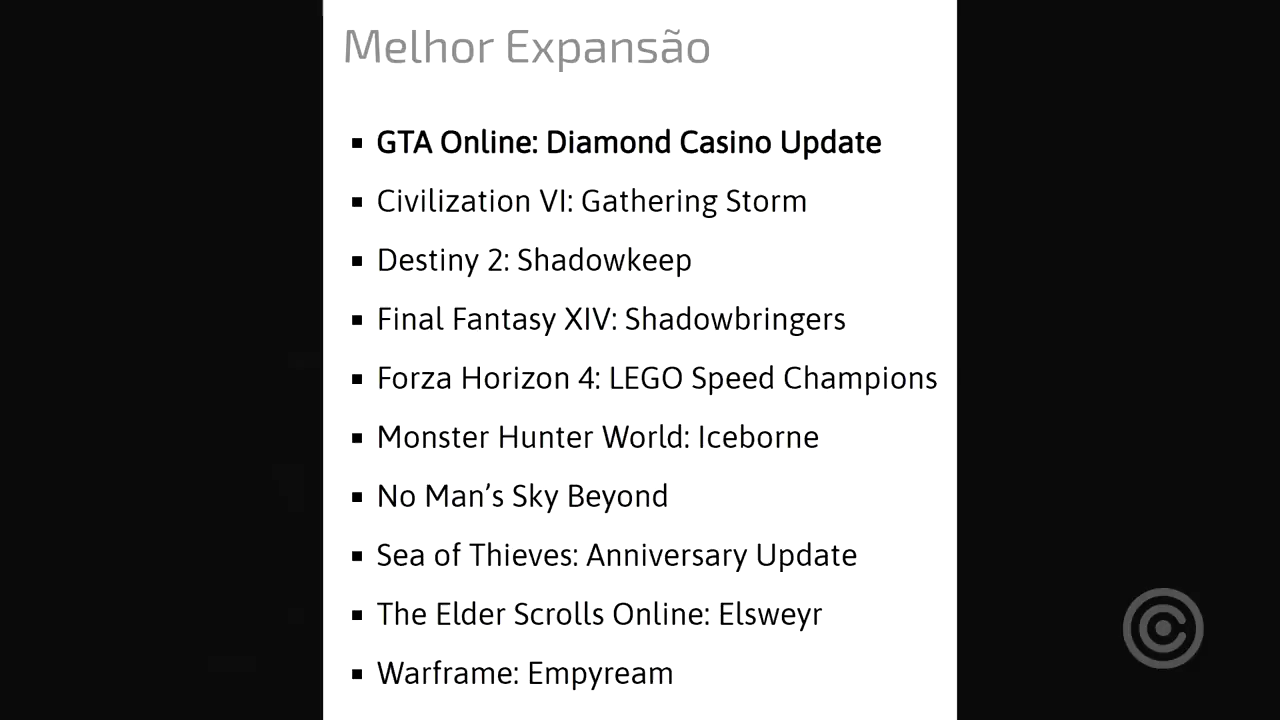 Melhor Expansão
GTA Online: Diamond Casino Update
Civilization VI: Gathering Storm
Destiny 2: Shadowkeep
Final Fantasy XIV: Shadowbringers
Forza Horizon 4: LEGO Speed Champions
Monster Hunter World: Iceborne
No Man’s Sky Beyond
Sea of Thieves: Anniversary Update
The Elder Scrolls Online: Elsweyr
Warframe: Empyream